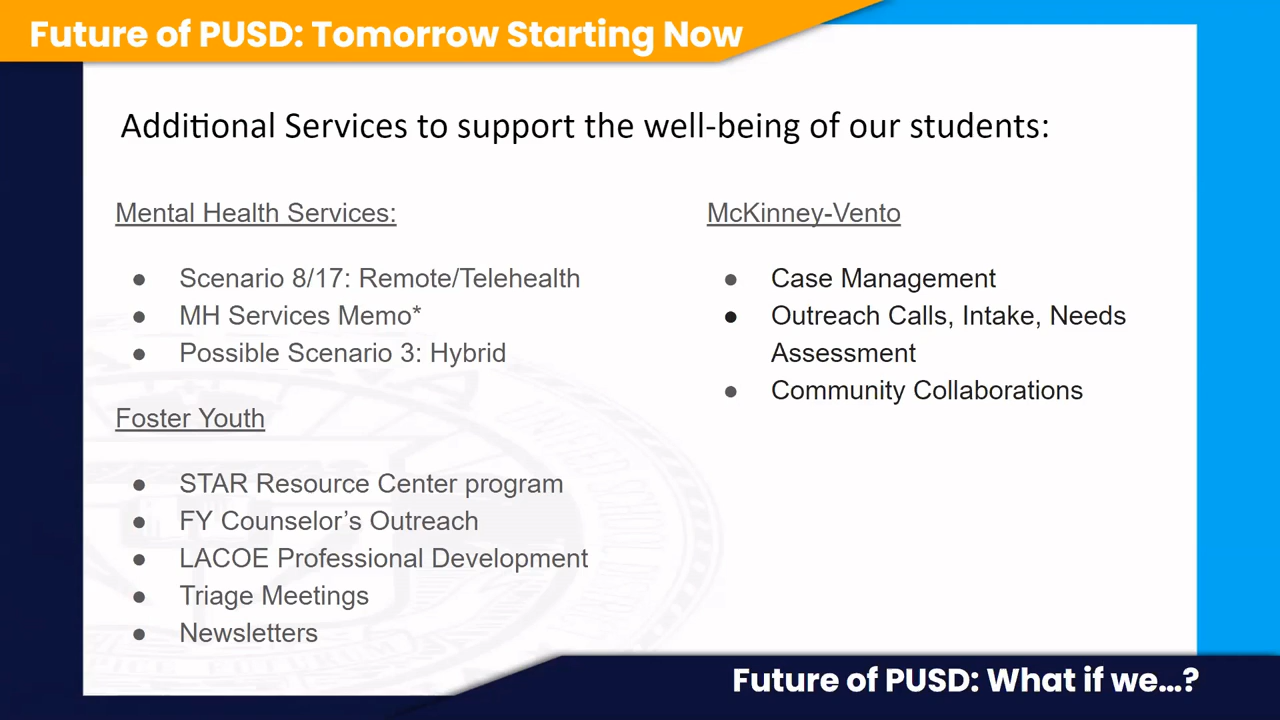 Future of PUSD: Tomorrow Starting Now
Additional Services to support the well-being of our students:
Mental Health Services:
● Scenario 8/17: Remote/Telehealth
● MH Services Memo*
● Possible Scenario 3: Hybrid
Foster Youth
● STAR Resource Center program
● FY Counselor’s Outreach
● LACOE Professional Development
● Triage Meetings
● Newsletters
McKinney-Vento
● Case Management
● Outreach Calls, Intake, Needs
Assessment
● Community Collaborations
Future of PUSD: What if we...?